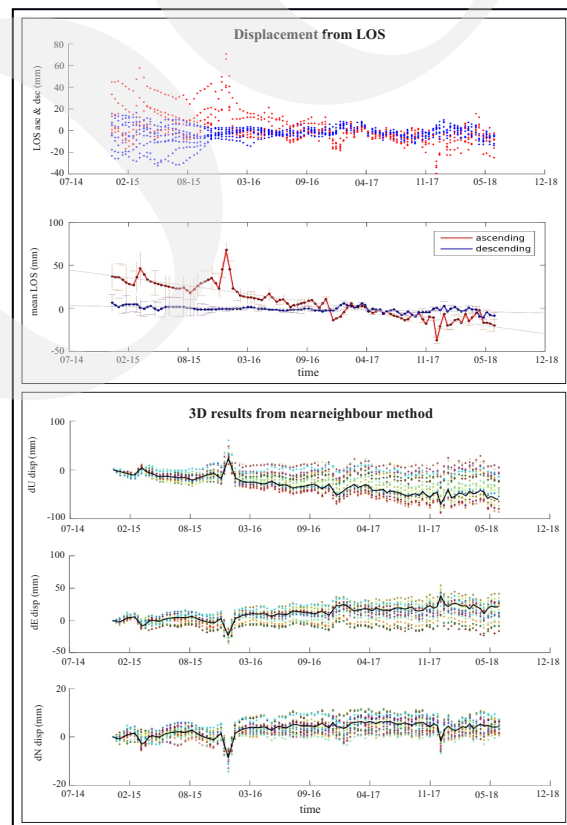 Displacement from LOS
LOS asc & dsc (mm)
80
60
40
20
0
-20
-40
07-14 02-15 08-15 03-16 09-16 04-17 11-17 05-18 12-18
mean LOS (mm)
100
50
0
-50
ascending
descending
07-14 02-15 08-15 03-16 09-16 04-17 11-17 05-18 12-18
time
3D results from nearneighbour method
dU disp (mm)
100
0
-100
07-14 02-15 08-15 03-16 09-16 04-17 11-17 05-18 12-18
dE disp (mm)
100
50
0
-50
07-14 02-15 08-15 03-16 09-16 04-17 11-17 05-18 12-18
dN disp (mm)
20
0
-20
07-14 02-15 08-15 03-16 09-16 04-17 11-17 05-18 12-18
time